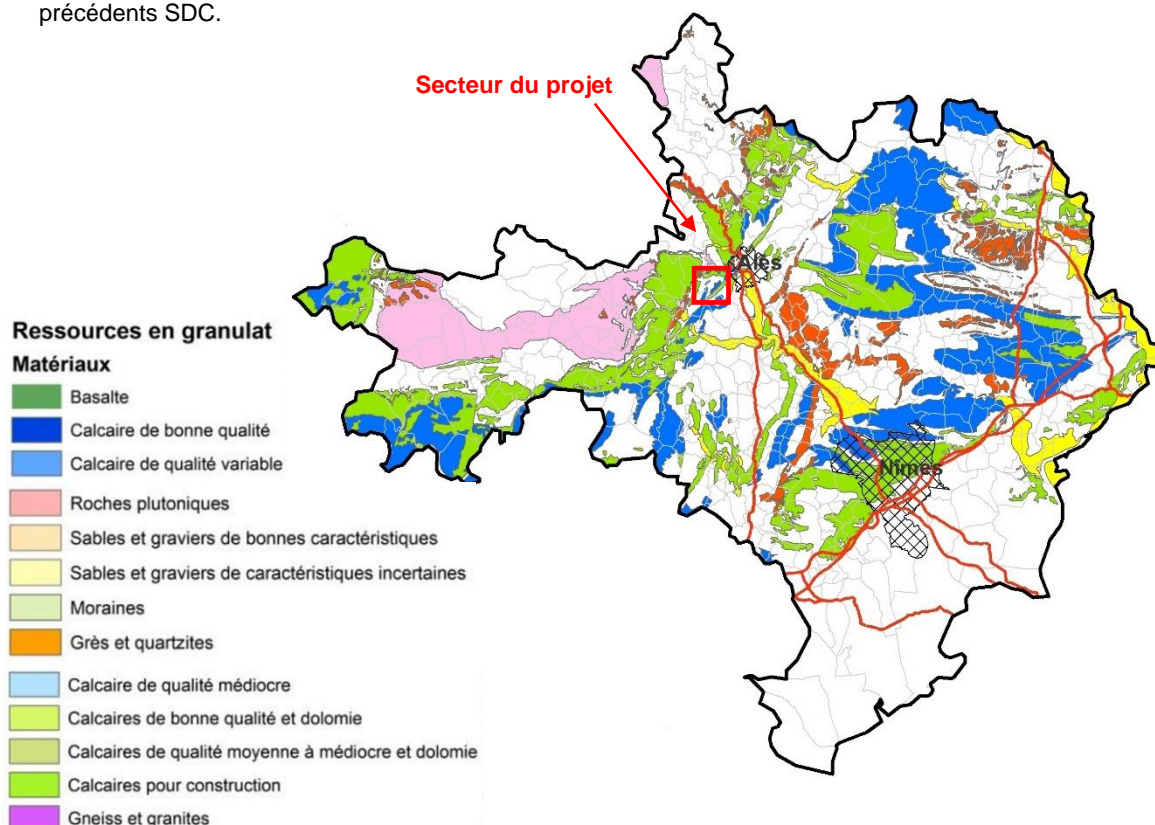 précédents SDC.
Secteur du projet
Alès
Nîmes
Ressources en granulat
Matériaux
Basalte
Calcaire de bonne qualité
Calcaire de qualité variable
Roches plutoniques
Sables et graviers de bonnes caractéristiques
Sables et graviers de caractéristiques incertaines
Moraines
Grès et quartzites
Calcaire de qualité médiocre
Calcaires de bonne qualité et dolomie
Calcaires de qualité moyenne à médiocre et dolomie
Calcaires pour construction
Gneiss et granites